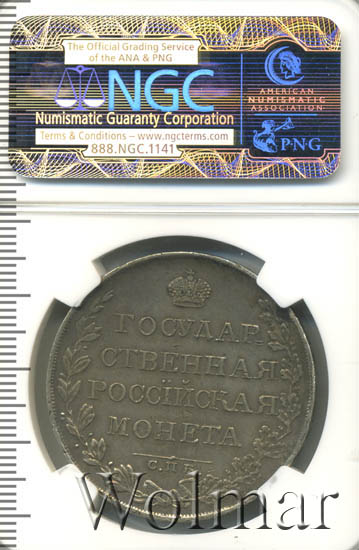 The Official Grading Service
of the ANA & PNG
NGC
Numismatic Guaranty Corporation
Terms & Conditions – www.ngcterms.com
888.NGC.1141
AMERICAN
NUMISMATIC
ASSOCIATION
PNG
ГОСУДАР
СТВЕННАЯ
РОССІЙСКАЯ
МОНЕТА
Wolmar